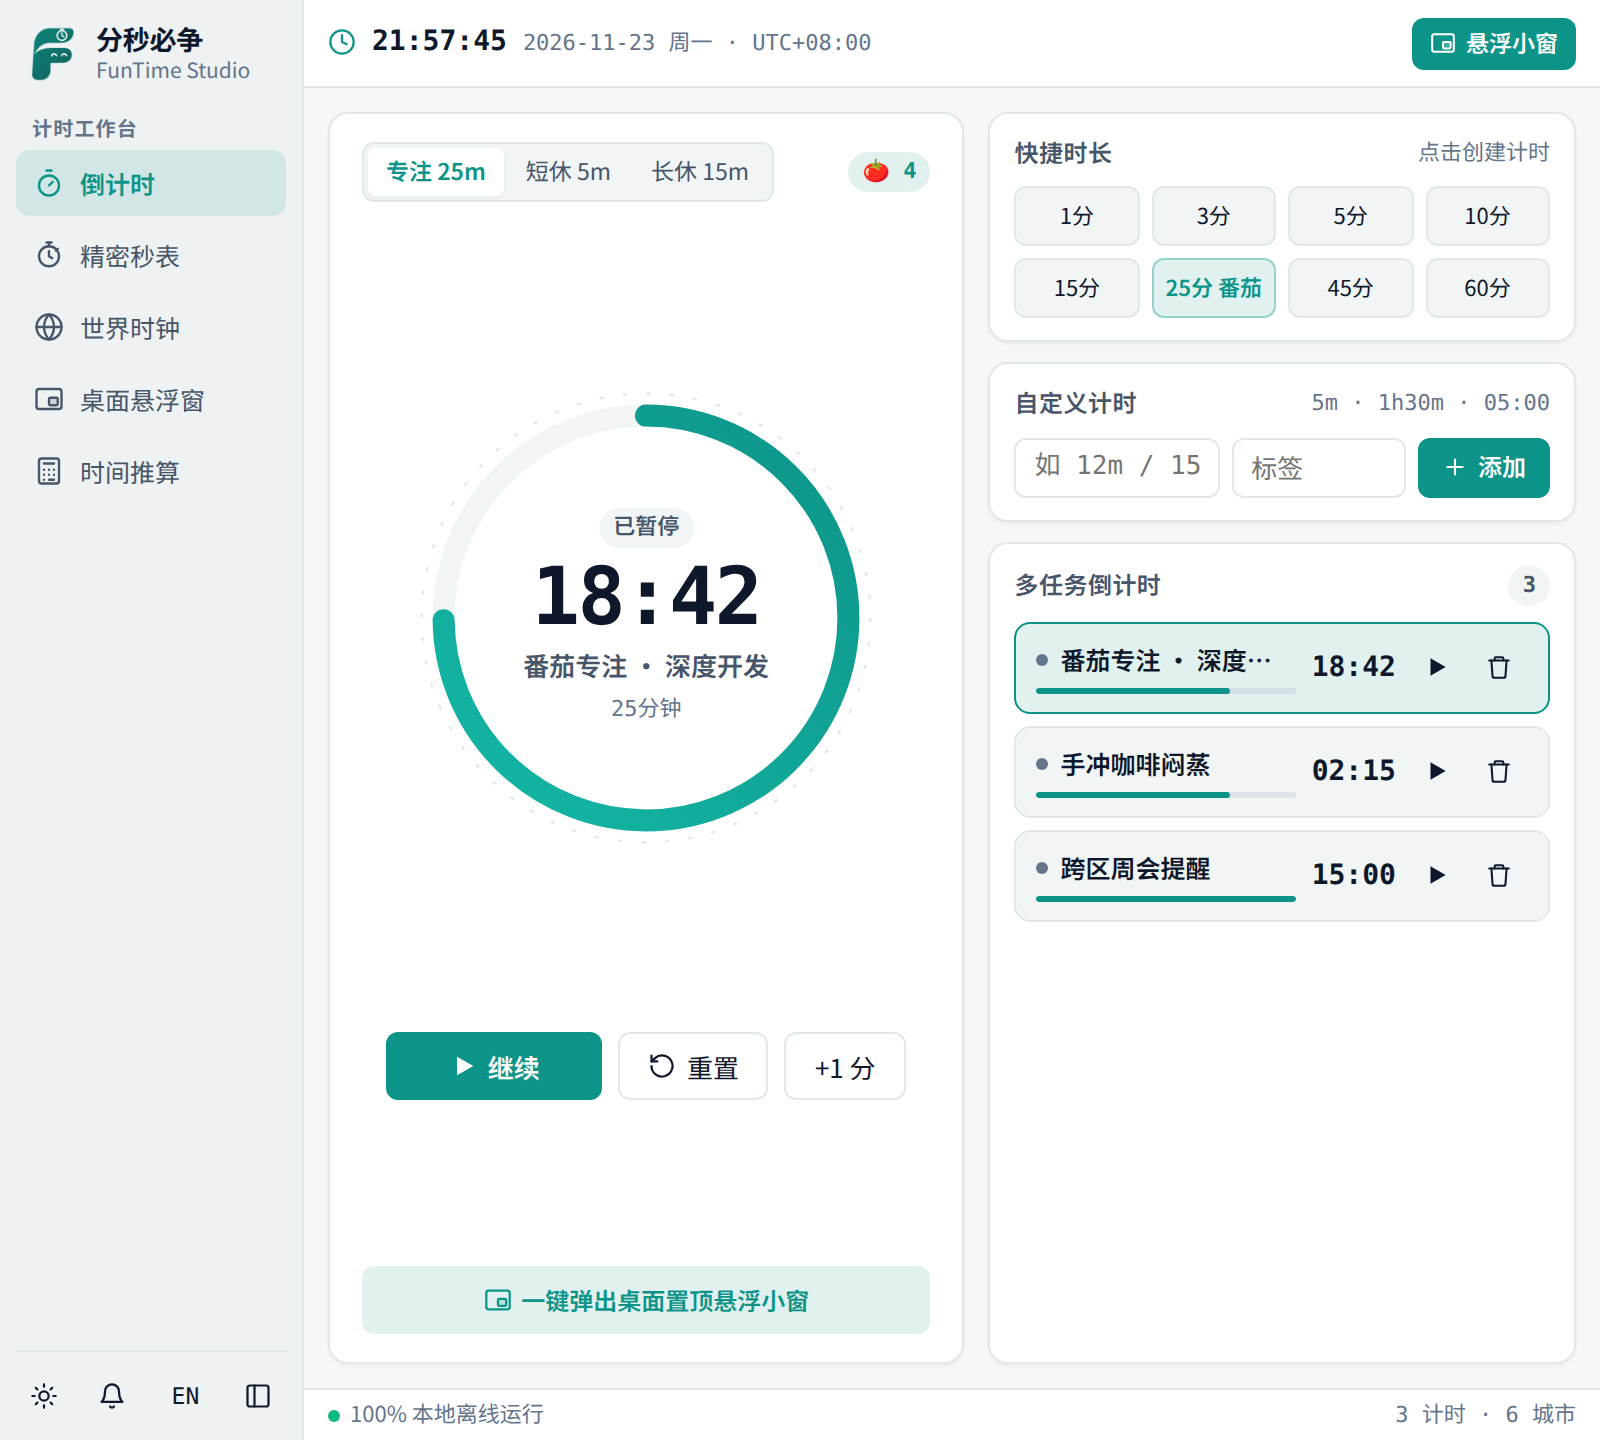 分秒必争
FunTime Studio
计时工作台
倒计时
精密秒表
世界时钟
桌面悬浮窗
时间推算
EN
21:57:45 2026-11-23 周一 · UTC+08:00
悬浮小窗
专注 25m 短休 5m 长休 15m
🍅 4
已暂停
18:42
番茄专注 · 深度开发
25分钟
继续 重置 +1 分
一键弹出桌面置顶悬浮小窗
快捷时长 点击创建计时
1分 3分 5分 10分
15分 25分 番茄 45分 60分
自定义计时 5m · 1h30m · 05:00
如 12m / 15 标签 + 添加
多任务倒计时 3
番茄专注 · 深度… 18:42
手冲咖啡闷蒸 02:15
跨区周会提醒 15:00
100% 本地离线运行
3 计时 · 6 城市